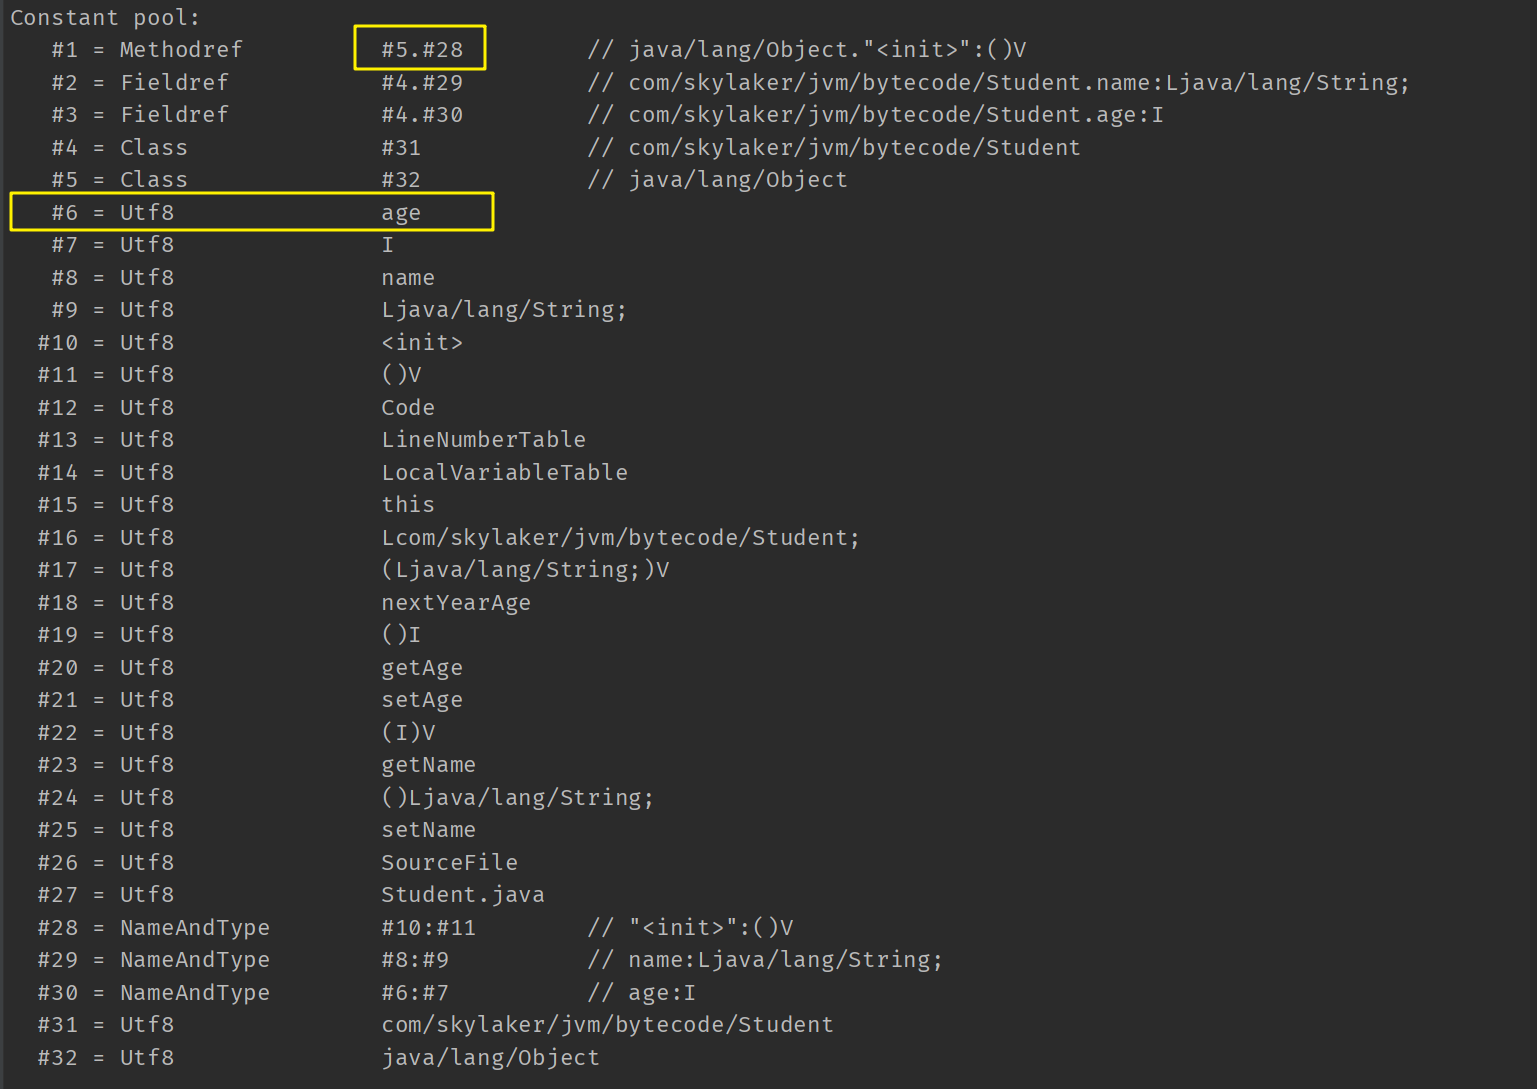 Constant pool:
#1 = Methodref #5.#28 // java/lang/Object."<init>":()V
#2 = Fieldref #4.#29 // com/skylaker/jvm/bytecode/Student.name:Ljava/lang/String;
#3 = Fieldref #4.#30 // com/skylaker/jvm/bytecode/Student.age:I
#4 = Class #31 // com/skylaker/jvm/bytecode/Student
#5 = Class #32 // java/lang/Object
#6 = Utf8 age
#7 = Utf8 I
#8 = Utf8 name
#9 = Utf8 Ljava/lang/String;
#10 = Utf8 <init>
#11 = Utf8 ()V
#12 = Utf8 Code
#13 = Utf8 LineNumberTable
#14 = Utf8 LocalVariableTable
#15 = Utf8 this
#16 = Utf8 Lcom/skylaker/jvm/bytecode/Student;
#17 = Utf8 (Ljava/lang/String;)V
#18 = Utf8 nextYearAge
#19 = Utf8 ()I
#20 = Utf8 getAge
#21 = Utf8 setAge
#22 = Utf8 (I)V
#23 = Utf8 getName
#24 = Utf8 ()Ljava/lang/String;
#25 = Utf8 setName
#26 = Utf8 SourceFile
#27 = Utf8 Student.java
#28 = NameAndType #10:#11 // "<init>":()V
#29 = NameAndType #8:#9 // name:Ljava/lang/String;
#30 = NameAndType #6:#7 // age:I
#31 = Utf8 com/skylaker/jvm/bytecode/Student
#32 = Utf8 java/lang/Object